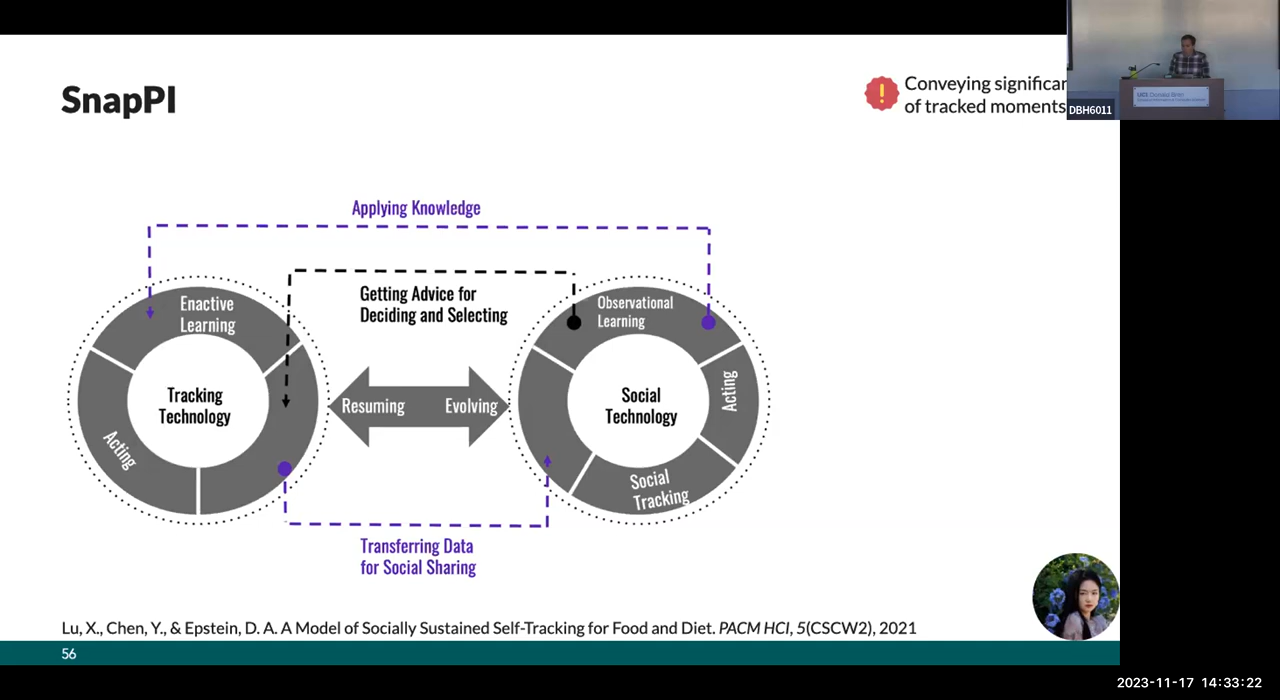 SnapPI
Conveying significan
of tracked moments
DBH6011
Applying Knowledge
Getting Advice for
Deciding and Selecting
Enactive
Learning
Observational
Learning
Tracking
Technology
Resuming
Evolving
Social
Technology
Acting
Acting
Social
Tracking
Transferring Data
for Social Sharing
Lu, X., Chen, Y., & Epstein, D. A. A Model of Socially Sustained Self-Tracking for Food and Diet. PACM HCI, 5(CSCW2), 2021
56
2023-11-17 14:33:22